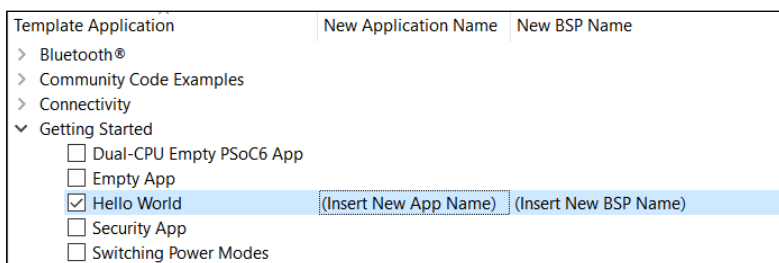 Template Application New Application Name New BSP Name
Bluetooth®
Community Code Examples
Connectivity
Getting Started
Dual-CPU Empty PSoC6 App
Empty App
Hello World (Insert New App Name) (Insert New BSP Name)
Security App
Switching Power Modes